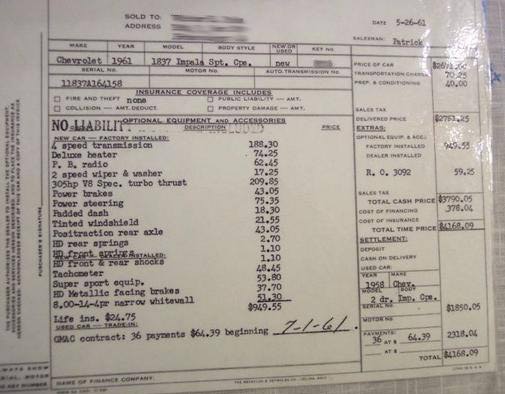 SOLD TO:
ADDRESS
DATE 5-26-61
SALESMAN: Patrick
MAKE YEAR MODEL BODY STYLE NEW OR USED KEY NO.
Chevrolet 1961 1837 Impala Spt. Cpe. new
SERIAL NO. MOTOR NO. AUTO. TRANSMISSION NO.
11837A164158
PRICE OF CAR
TRANSPORTATION CHARGE 70.25
PREP. & CONDITIONING 40.00
INSURANCE COVERAGE INCLUDES
FIRE AND THEFT none PUBLIC LIABILITY — AMT.
COLLISION — AMT. DEDUCT. PROPERTY DAMAGE — AMT.
SALES TAX
DELIVERED PRICE
NO LIABILITY
OPTIONAL EQUIPMENT AND ACCESSORIES
DESCRIPTION PRICE
NEW CAR — FACTORY INSTALLED:
4 speed transmission 188.30
Deluxe heater 74.25
P. B. radio 62.45
2 speed wiper & washer 17.25
305hp V8 Spec. turbo thrust 209.85
Power brakes 43.05
Power steering 75.35
Padded dash 18.30
Tinted windshield 21.55
Positraction rear axle 43.05
HD rear springs 2.70
HD front springs 1.10
HD front & rear shocks 1.10
Tachometer 48.45
Super sport equip. 53.80
HD Metallic facing brakes 37.70
8.00-14-4pr narrow whitewall 51.30
$949.55
Life ins. $24.75
USED CAR — TRADE-IN:
GMAC contract: 36 payments $64.39 beginning 7-1-61
NAME OF FINANCE COMPANY:
EXTRAS:
OPTIONAL EQUIP. & ACC.
FACTORY INSTALLED 949.55
DEALER INSTALLED
R. O. 3092 59.25
SALES TAX
TOTAL CASH PRICE $3790.05
COST OF FINANCING 378.04
COST OF INSURANCE
TOTAL TIME PRICE $4168.09
SETTLEMENT:
DEPOSIT
CASH ON DELIVERY
USED CAR:
YEAR MAKE
1958 Chev.
MODEL BODY
2 dr. Imp. Cpe.
SERIAL NO. $1850.05
MOTOR NO.
PAYMENTS: 2318.04
36 AT $ 64.39
AT $
TOTAL $4168.09
PURCHASER'S SIGNATURE